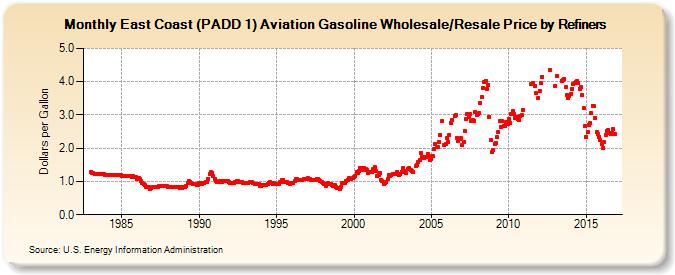 Monthly East Coast (PADD 1) Aviation Gasoline Wholesale/Resale Price by Refiners
Dollars per Gallon
5.0
4.0
3.0
2.0
1.0
0.0
1985 1990 1995 2000 2005 2010 2015
Source: U.S. Energy Information Administration